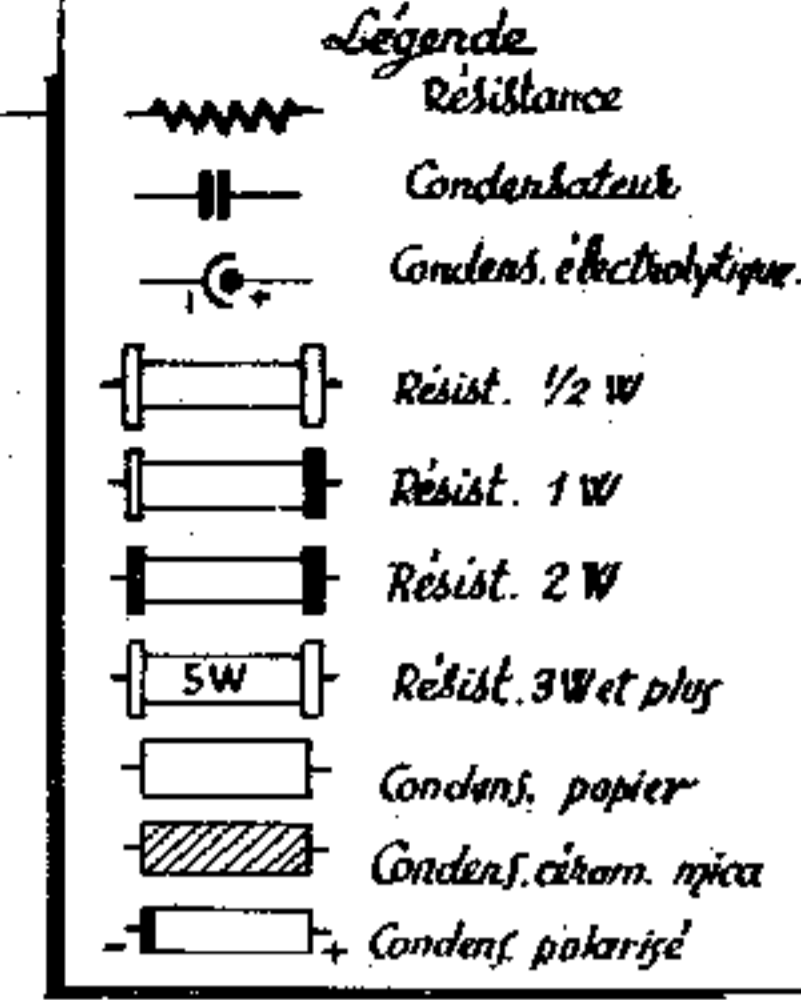 Légende
Résistance
Condensateur
Condens. électrolytique.
- +
Résist. 1/2 W
Résist. 1 W
Résist. 2 W
5W Résist. 3W et plus
Condens. papier
Condens. céram. mica
- + Condens. polarisé